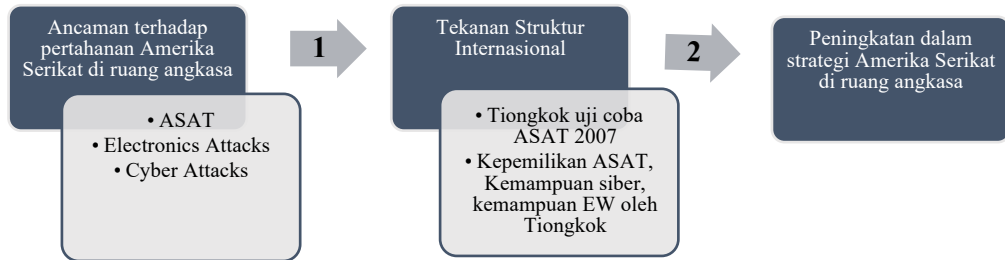 Ancaman terhadap
pertahanan Amerika
Serikat di ruang angkasa
• ASAT
• Electronics Attacks
• Cyber Attacks
1
Tekanan Struktur
Internasional
• Tiongkok uji coba
ASAT 2007
• Kepemilikan ASAT,
Kemampuan siber,
kemampuan EW oleh
Tiongkok
2
Peningkatan dalam
strategi Amerika Serikat
di ruang angkasa